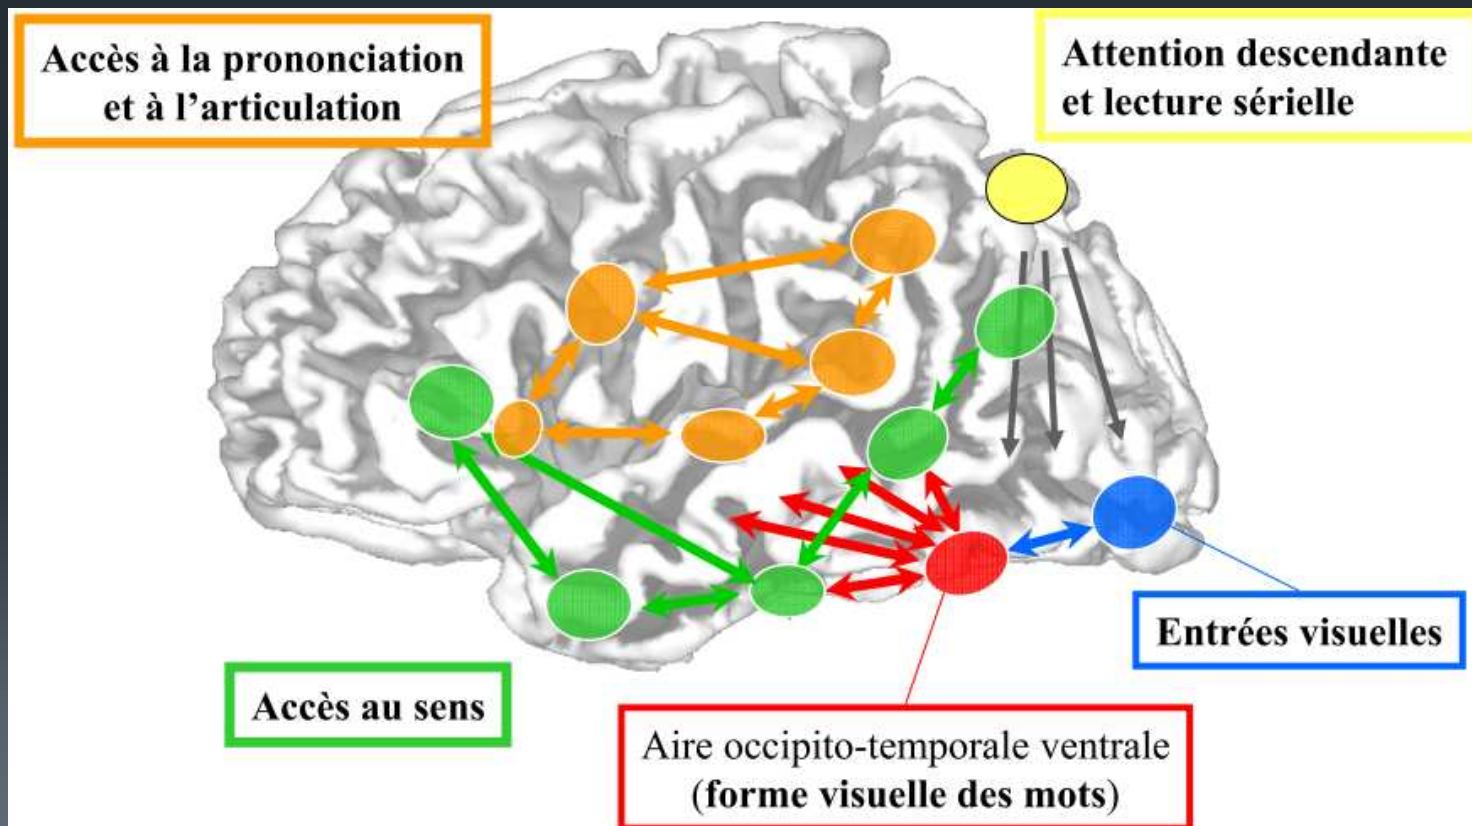 Accès à la prononciation
et à l’articulation
Attention descendante
et lecture sérielle
Entrées visuelles
Accès au sens
Aire occipito-temporale ventrale
(forme visuelle des mots)